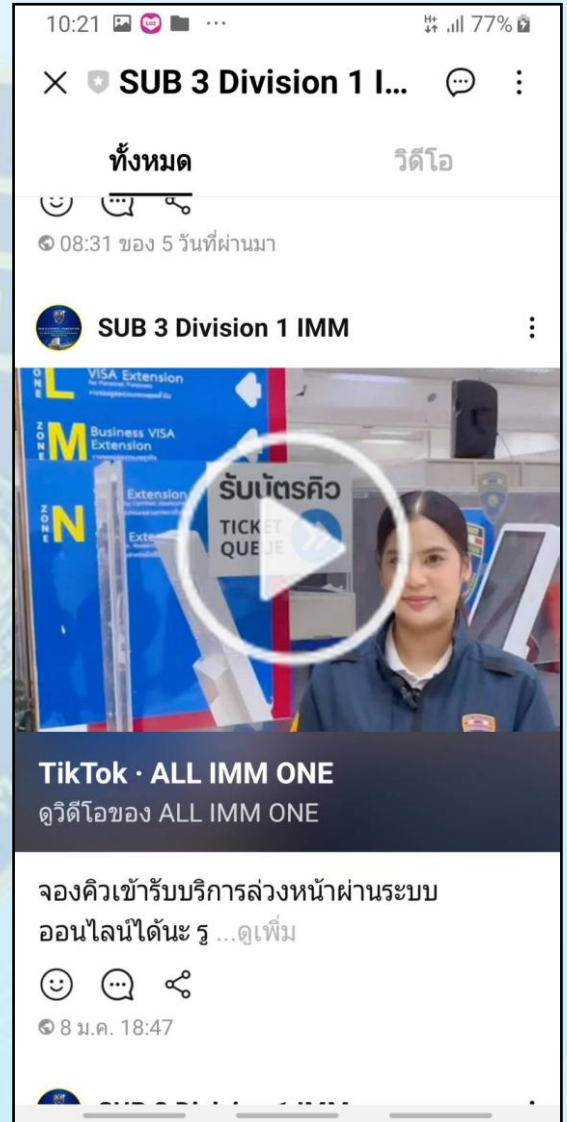 10:21 ... 77%
SUB 3 Division 1 I...
ทั้งหมด วิดีโอ
08:31 ของ 5 วันที่ผ่านมา
SUB 3 Division 1 IMM
ZONE L VISA Extension
ZONE M Business VISA Extension
ZONE N Extension
รับบัตรคิว
TICKET QUEUE
TikTok · ALL IMM ONE
ดูวิดีโอของ ALL IMM ONE
จองคิวเข้ารับบริการล่วงหน้าผ่านระบบ
ออนไลน์ได้นะ รู ...ดูเพิ่ม
8 ม.ค. 18:47